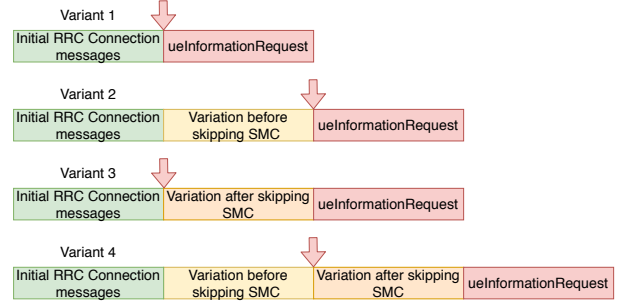 Variant 1
Initial RRC Connection
messages
ueInformationRequest
Variant 2
Initial RRC Connection
messages
Variation before
skipping SMC
ueInformationRequest
Variant 3
Initial RRC Connection
messages
Variation after skipping
SMC
ueInformationRequest
Variant 4
Initial RRC Connection
messages
Variation before
skipping SMC
Variation after skipping
SMC
ueInformationRequest